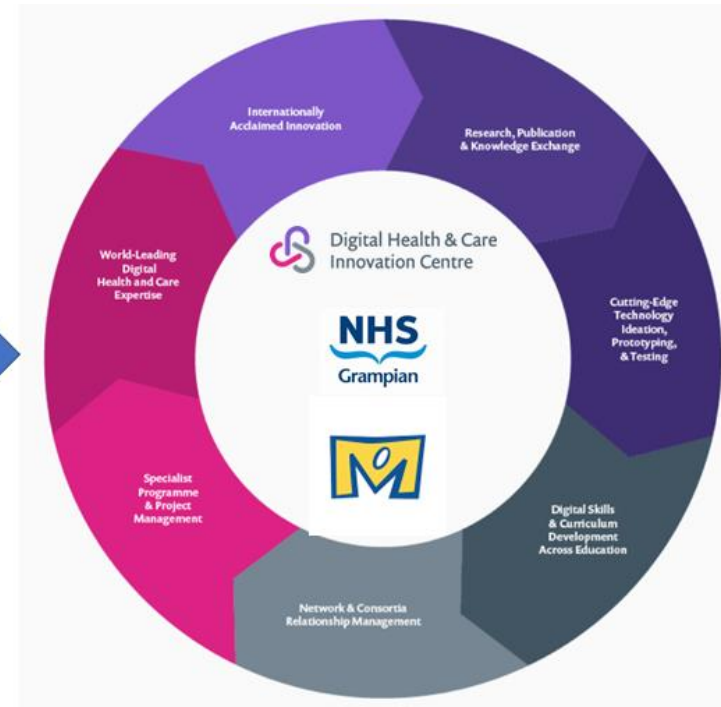 Internationally
Acclaimed Innovation
Research, Publication
& Knowledge Exchange
Cutting-Edge
Technology
Ideation,
Prototyping,
& Testing
Digital Skills
& Curriculum
Development
Across Education
Network & Consortia
Relationship Management
Specialist
Programme
& Project
Management
World-Leading
Digital
Health and Care
Expertise
Digital Health & Care
Innovation Centre
NHS
Grampian
M